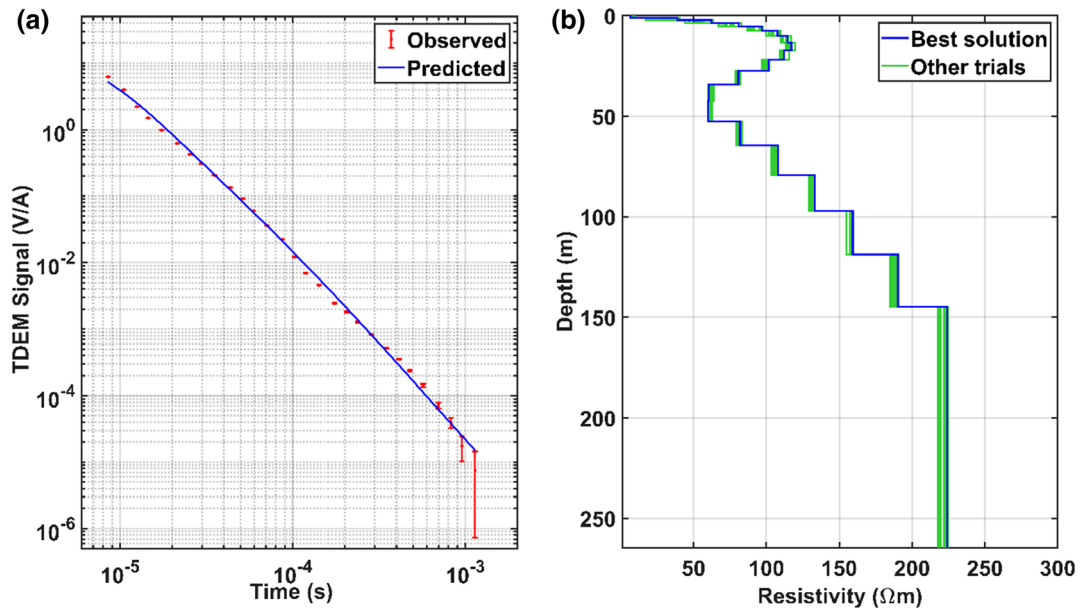 (a)
Observed
Predicted
TDEM Signal (V/A)
10^0
10^-2
10^-4
10^-6
10^-5
10^-4
10^-3
Time (s)
(b)
Best solution
Other trials
Depth (m)
0
50
100
150
200
250
50
100
150
200
250
300
Resistivity (Ωm)